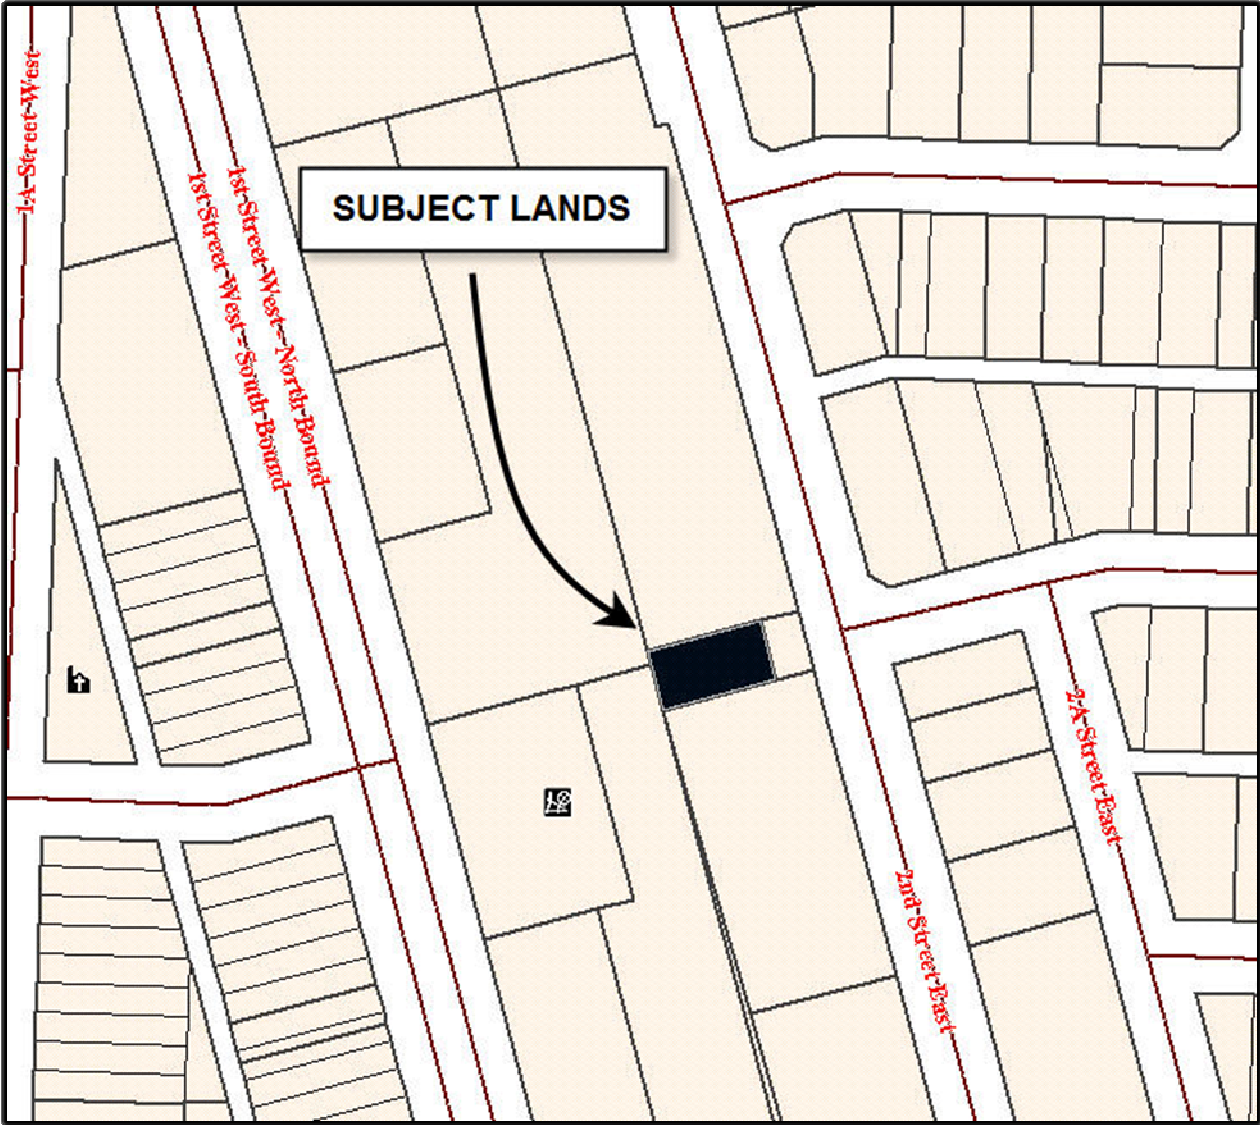 1A Street West
1st Street West - South Bound
1st Street West - North Bound
SUBJECT LANDS
2A Street East
2nd Street East